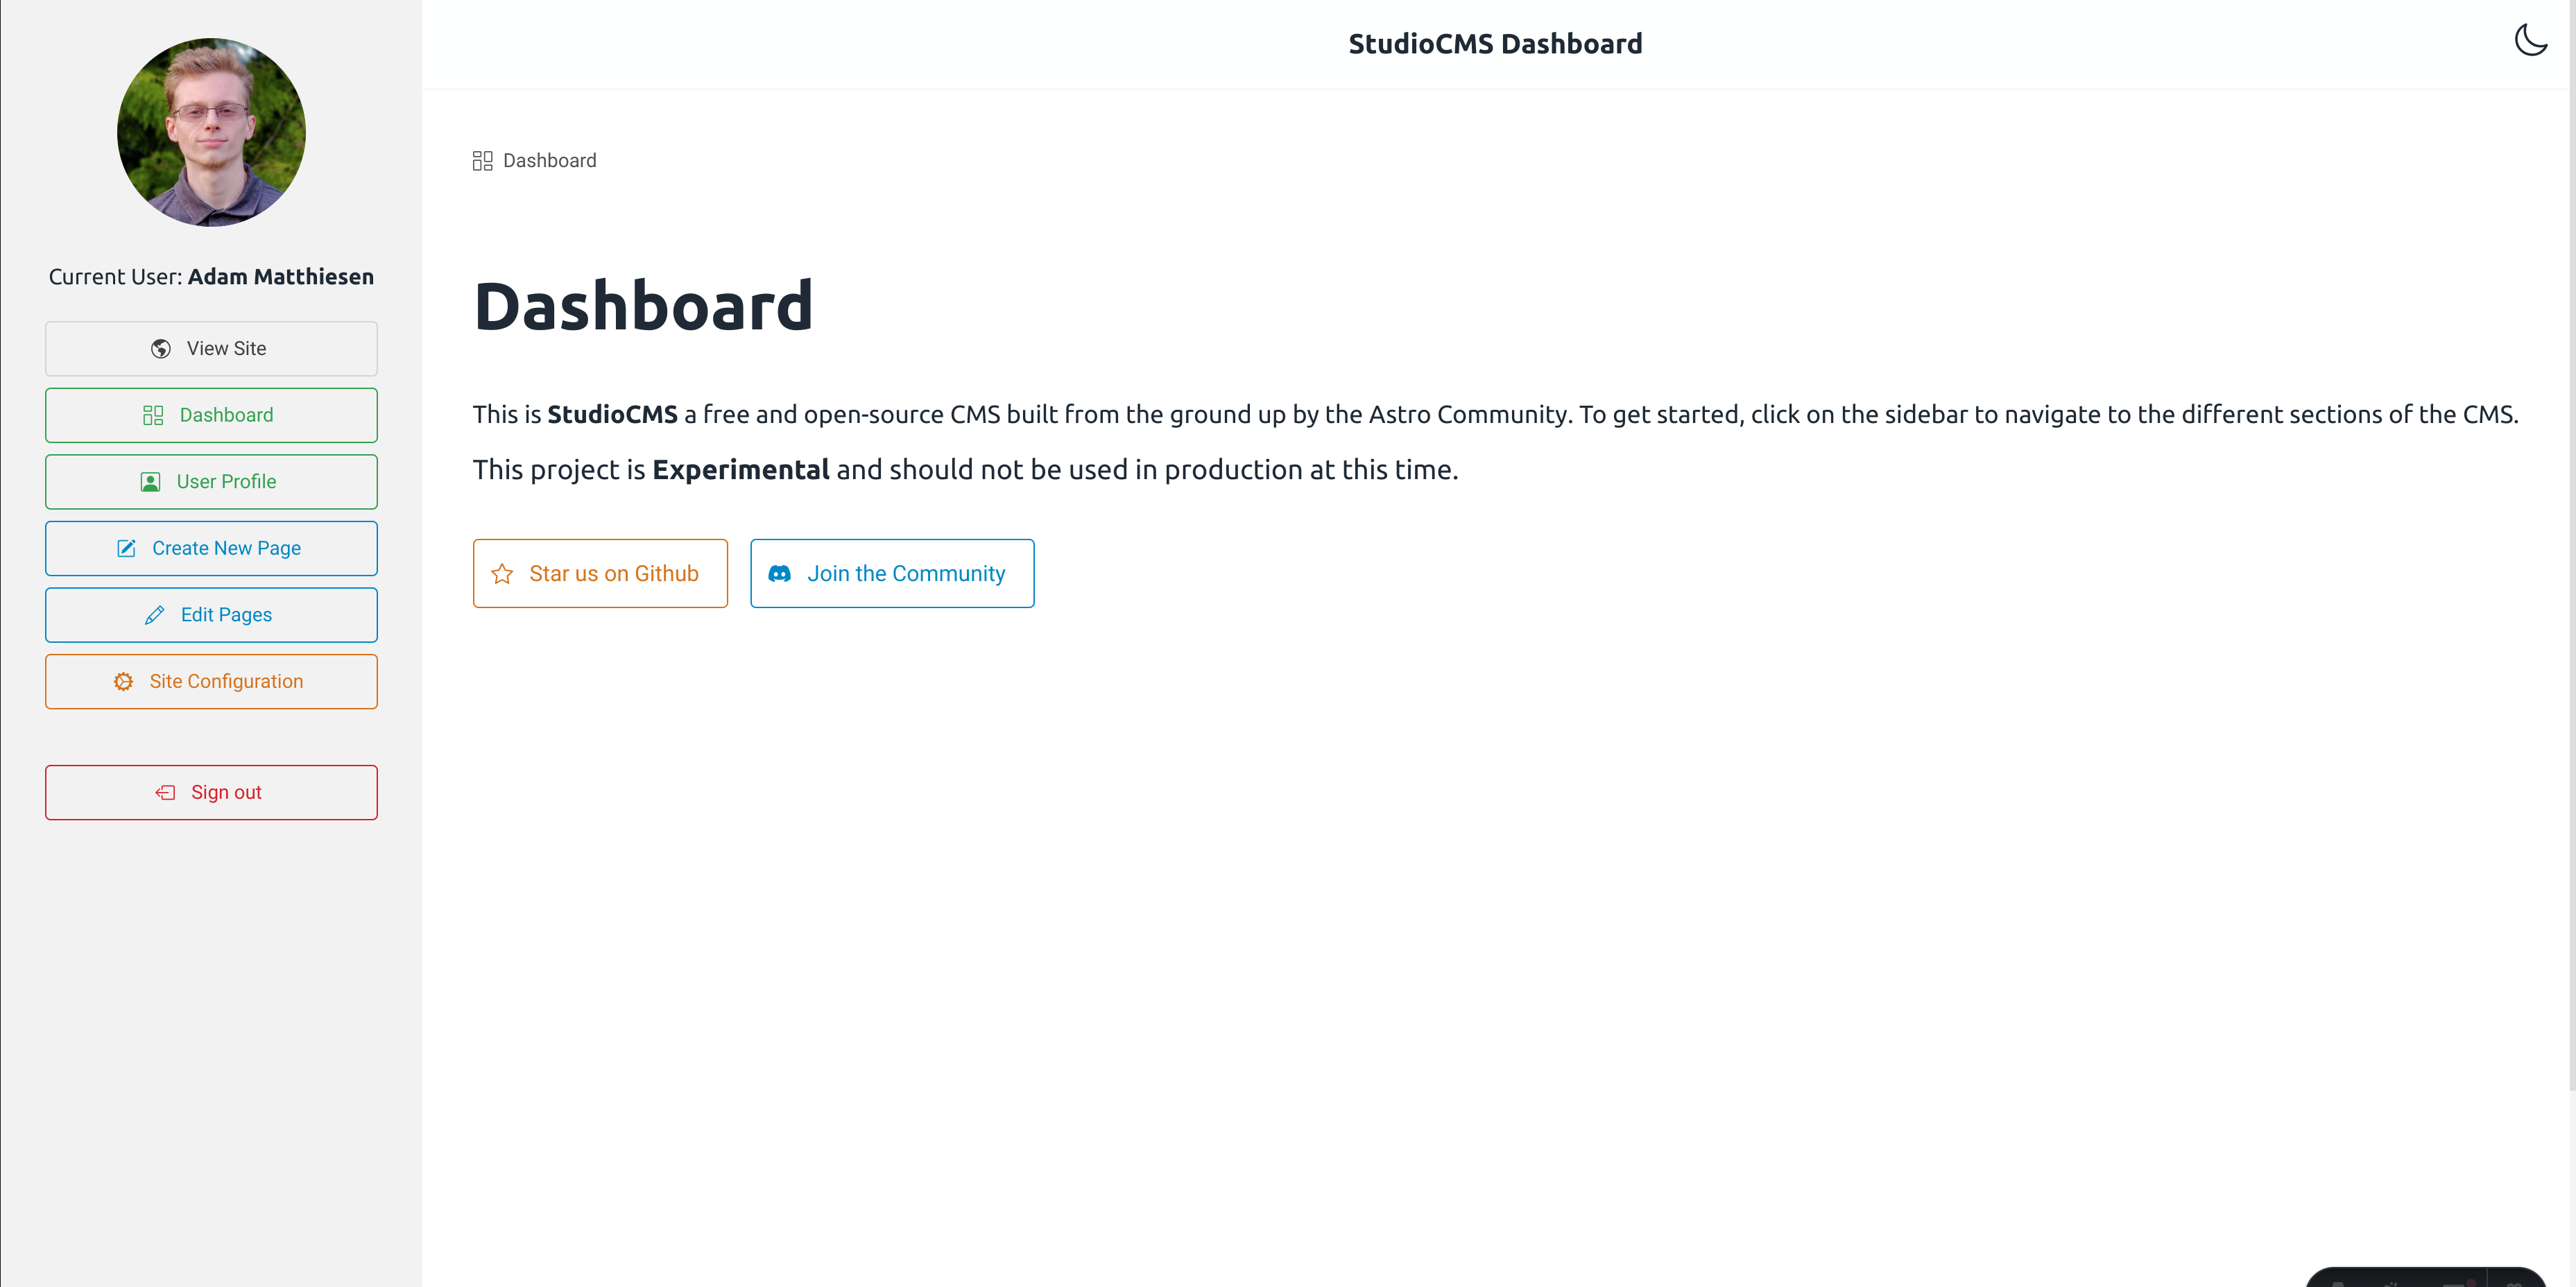 StudioCMS Dashboard
Current User: Adam Matthiesen
View Site
Dashboard
User Profile
Create New Page
Edit Pages
Site Configuration
Sign out
Dashboard
Dashboard
This is StudioCMS a free and open-source CMS built from the ground up by the Astro Community. To get started, click on the sidebar to navigate to the different sections of the CMS.
This project is Experimental and should not be used in production at this time.
Star us on Github
Join the Community